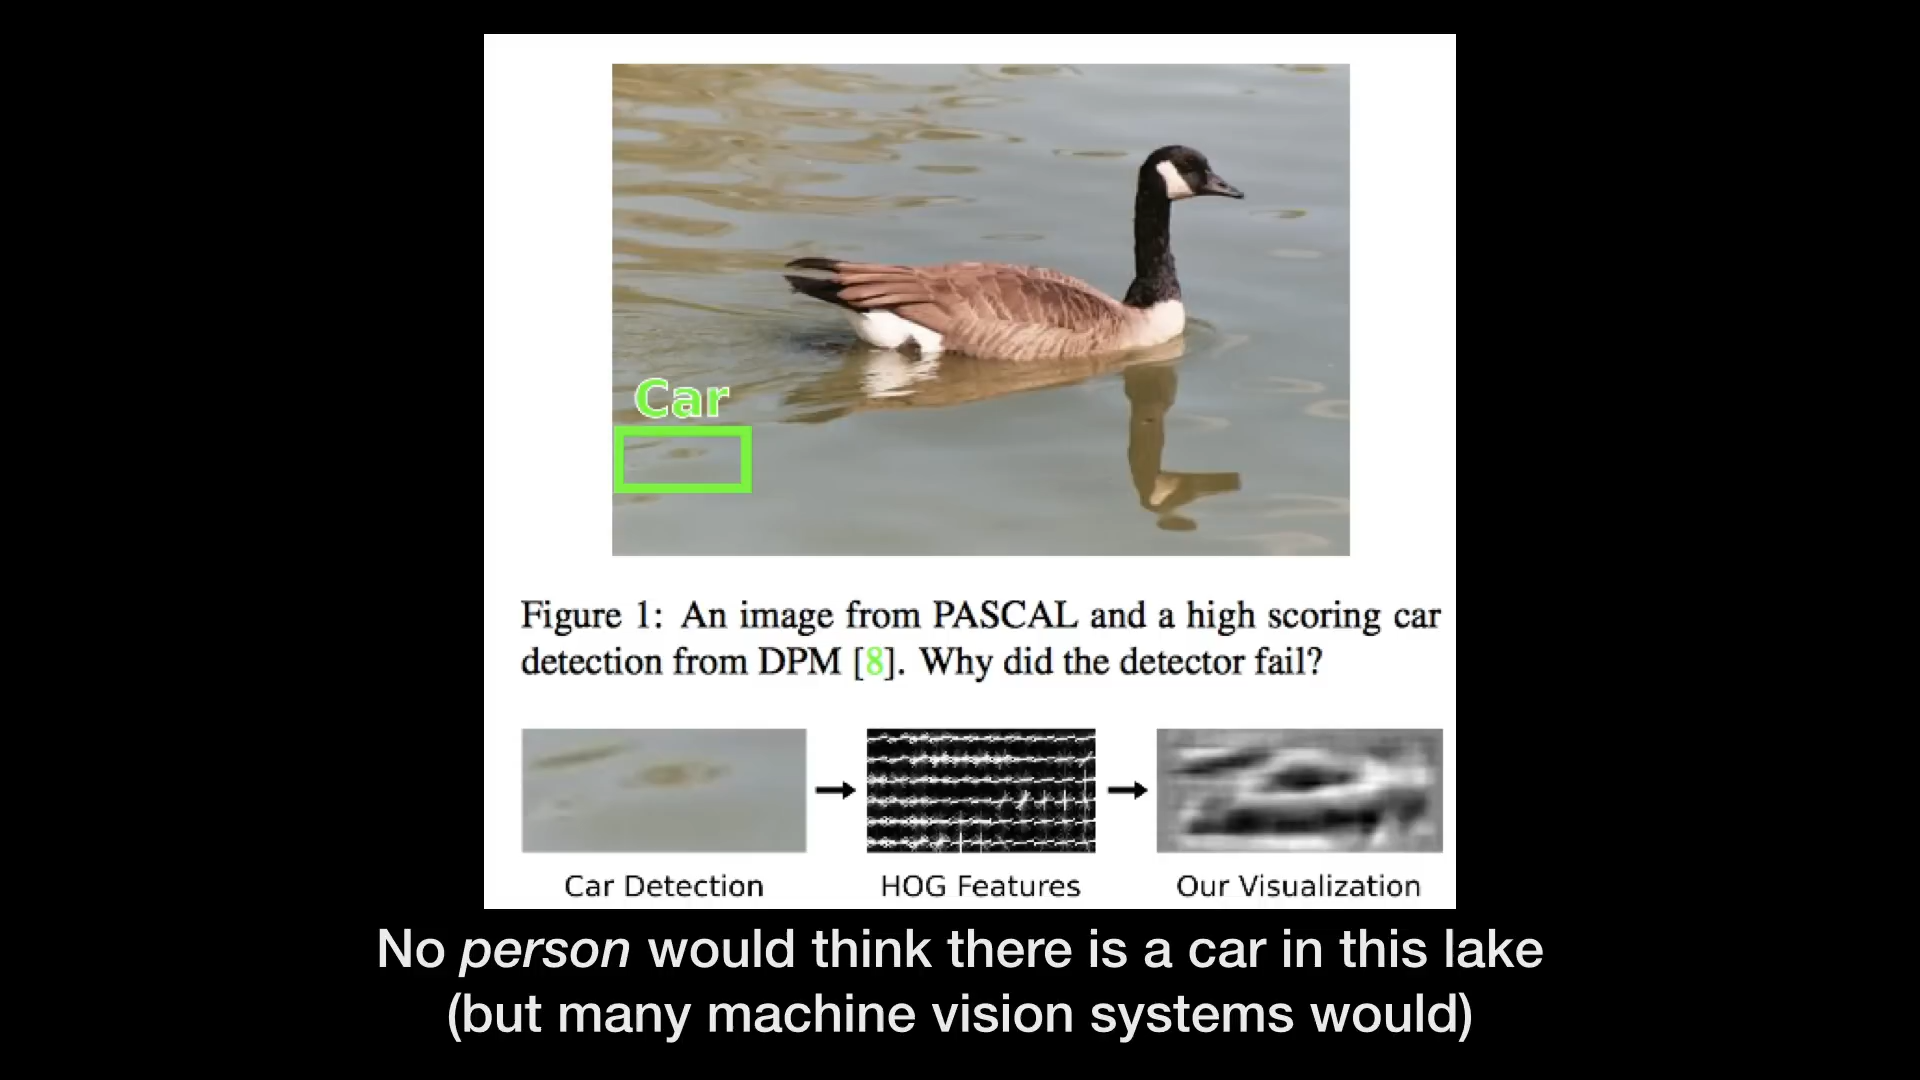 Car
Figure 1: An image from PASCAL and a high scoring car
detection from DPM [8]. Why did the detector fail?
Car Detection
HOG Features
Our Visualization
No person would think there is a car in this lake
(but many machine vision systems would)